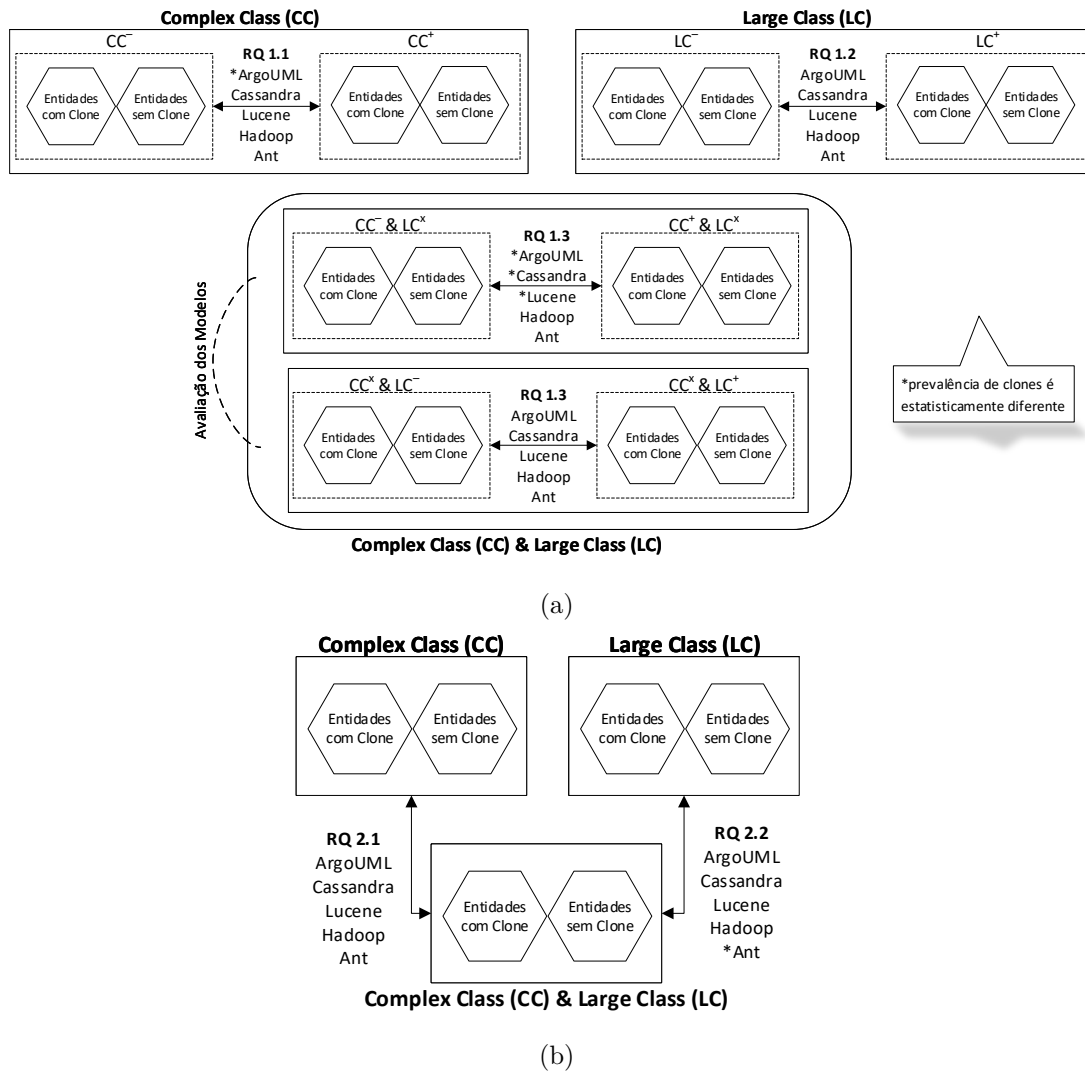 Complex Class (CC)
CC⁻
CC⁺
Entidades
com Clone
Entidades
sem Clone
RQ 1.1
*ArgoUML
Cassandra
Lucene
Hadoop
Ant
Entidades
com Clone
Entidades
sem Clone
Large Class (LC)
LC⁻
LC⁺
Entidades
com Clone
Entidades
sem Clone
RQ 1.2
ArgoUML
Cassandra
Lucene
Hadoop
Ant
Entidades
com Clone
Entidades
sem Clone
Avaliação dos Modelos
CC⁻ & LCˣ
CC⁺ & LCˣ
Entidades
com Clone
Entidades
sem Clone
RQ 1.3
*ArgoUML
*Cassandra
*Lucene
Hadoop
Ant
Entidades
com Clone
Entidades
sem Clone
CCˣ & LC⁻
CCˣ & LC⁺
Entidades
com Clone
Entidades
sem Clone
RQ 1.3
ArgoUML
Cassandra
Lucene
Hadoop
Ant
Entidades
com Clone
Entidades
sem Clone
Complex Class (CC) & Large Class (LC)
*prevalência de clones é
estatisticamente diferente
(a)
Complex Class (CC)
Entidades
com Clone
Entidades
sem Clone
Large Class (LC)
Entidades
com Clone
Entidades
sem Clone
RQ 2.1
ArgoUML
Cassandra
Lucene
Hadoop
Ant
Entidades
com Clone
Entidades
sem Clone
RQ 2.2
ArgoUML
Cassandra
Lucene
Hadoop
*Ant
Complex Class (CC) & Large Class (LC)
(b)